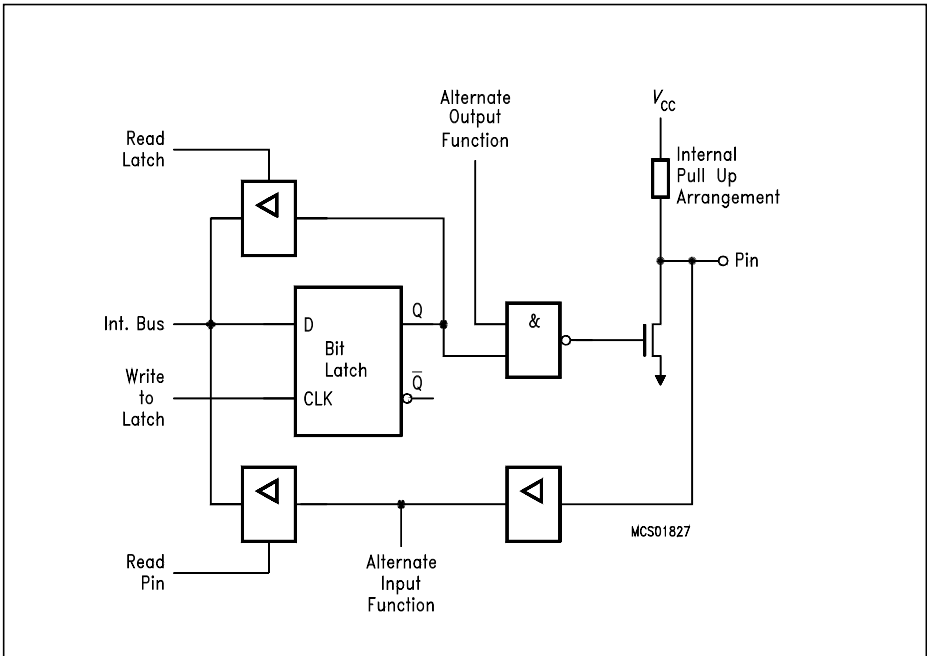 Alternate
Output
Function
V_CC
Read
Latch
Internal
Pull Up
Arrangement
Pin
Int. Bus
D
Q
&
Bit
Latch
Q̅
Write
to
Latch
CLK
MCS01827
Read
Pin
Alternate
Input
Function